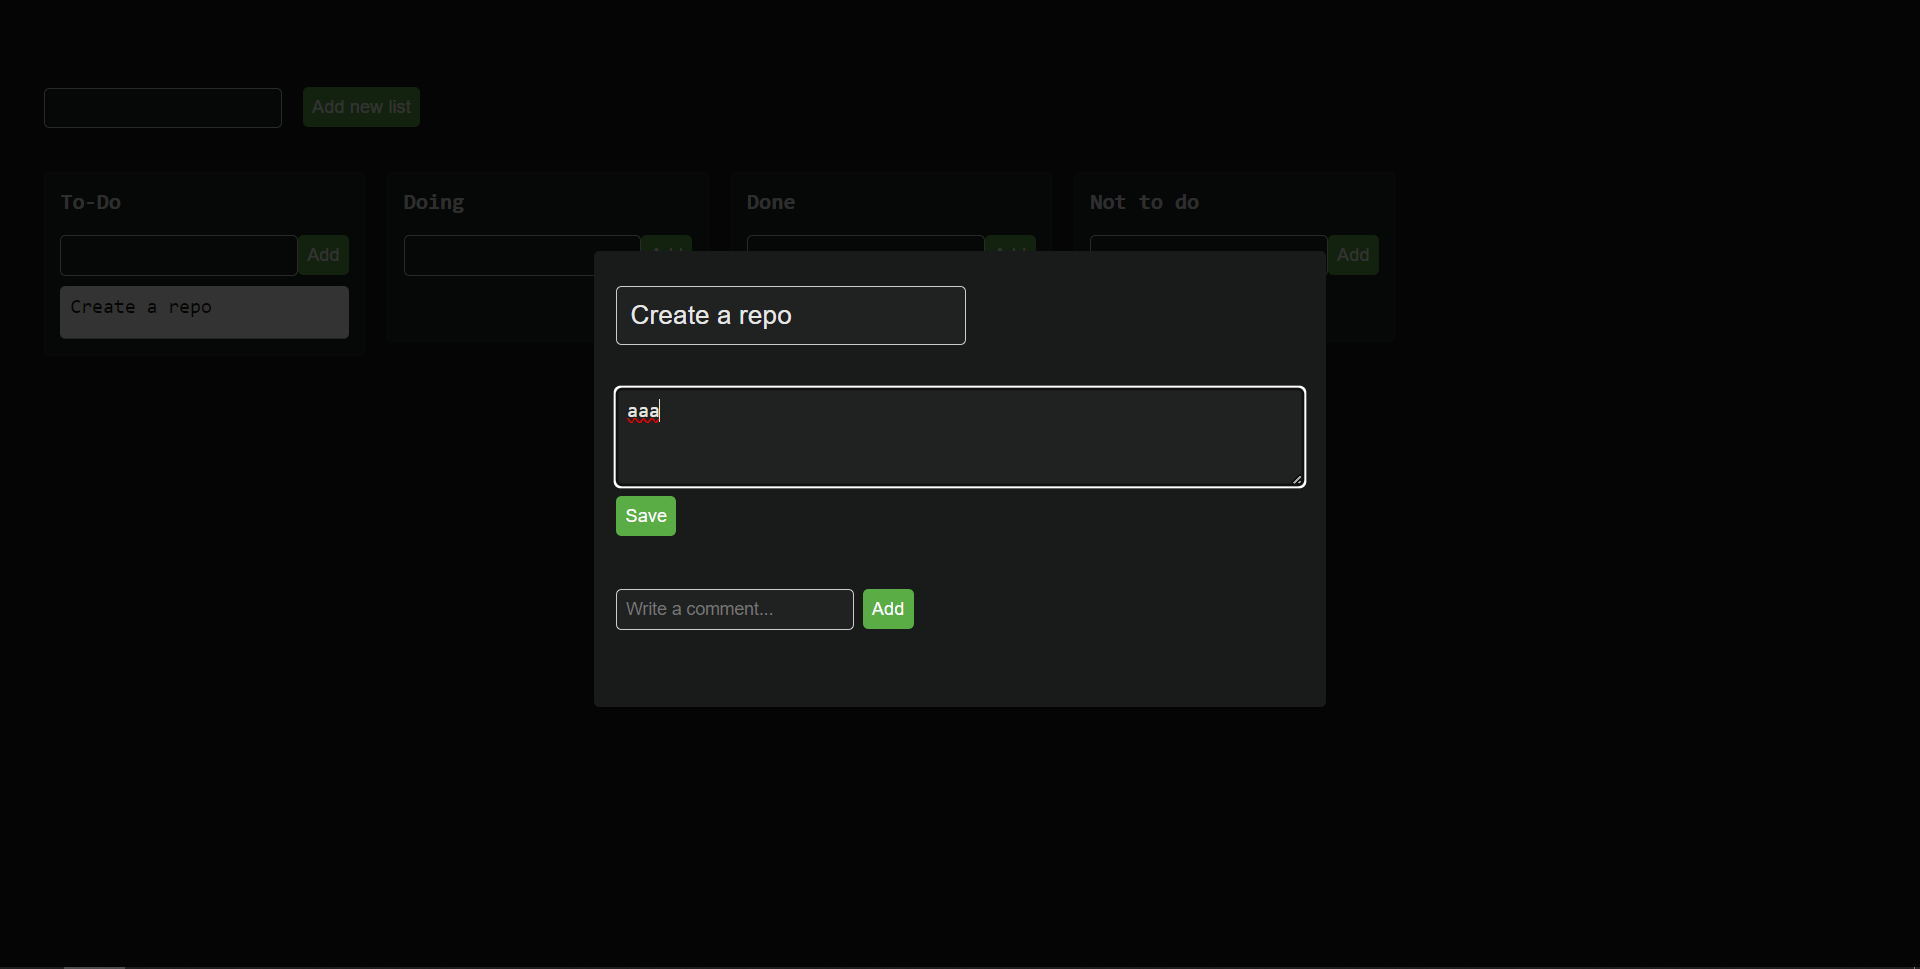 Add new list
To-Do
Doing
Done
Not to do
Add
Add
Create a repo
Create a repo
aaa
Save
Write a comment...
Add